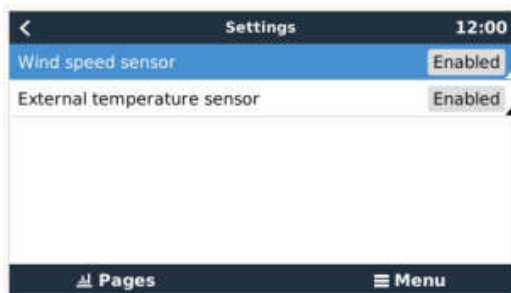 Settings 12:00
Wind speed sensor Enabled
External temperature sensor Enabled
Pages Menu